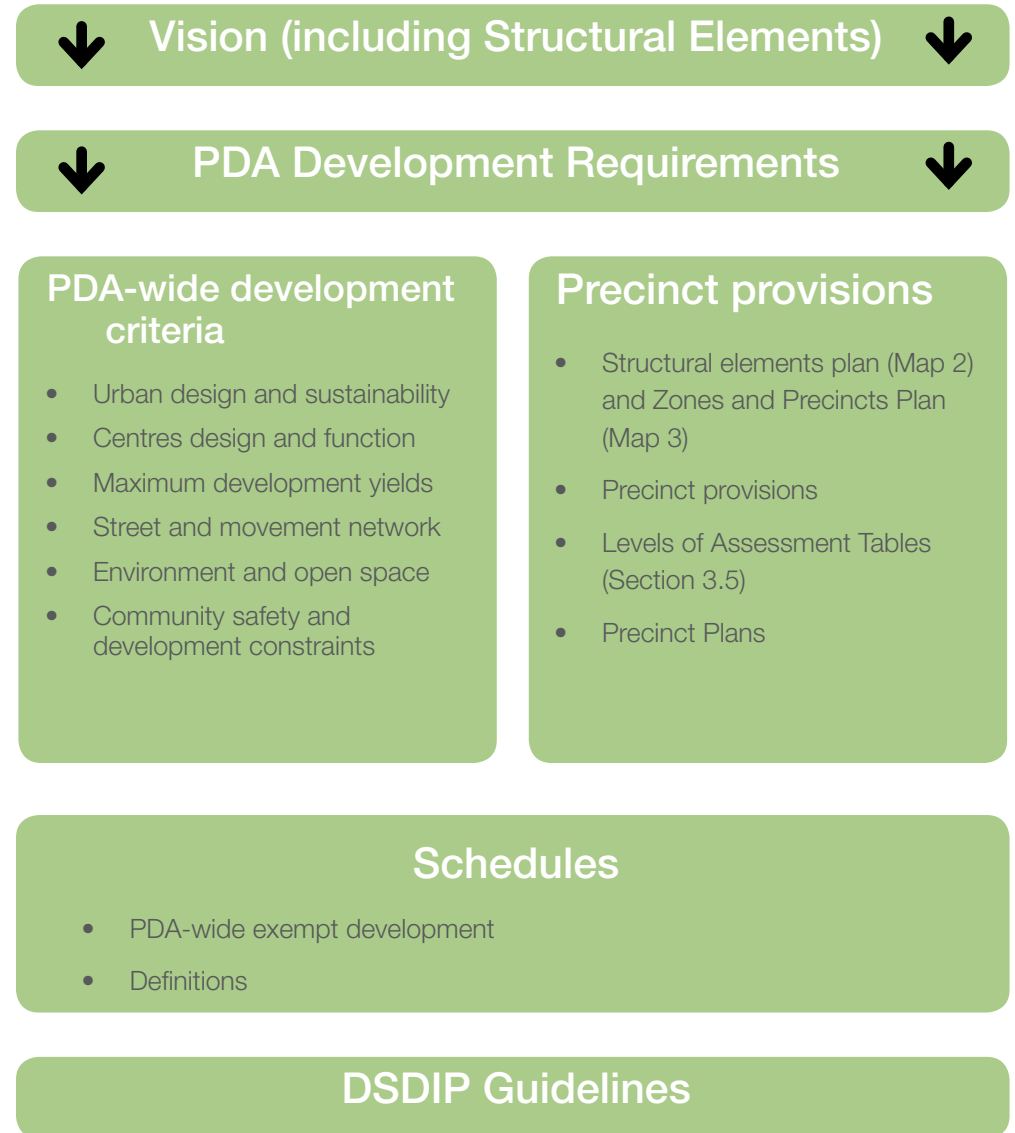 Vision (including Structural Elements)
PDA Development Requirements
PDA-wide development
criteria
• Urban design and sustainability
• Centres design and function
• Maximum development yields
• Street and movement network
• Environment and open space
• Community safety and
development constraints
Precinct provisions
• Structural elements plan (Map 2)
and Zones and Precincts Plan
(Map 3)
• Precinct provisions
• Levels of Assessment Tables
(Section 3.5)
• Precinct Plans
Schedules
• PDA-wide exempt development
• Definitions
DSDIP Guidelines